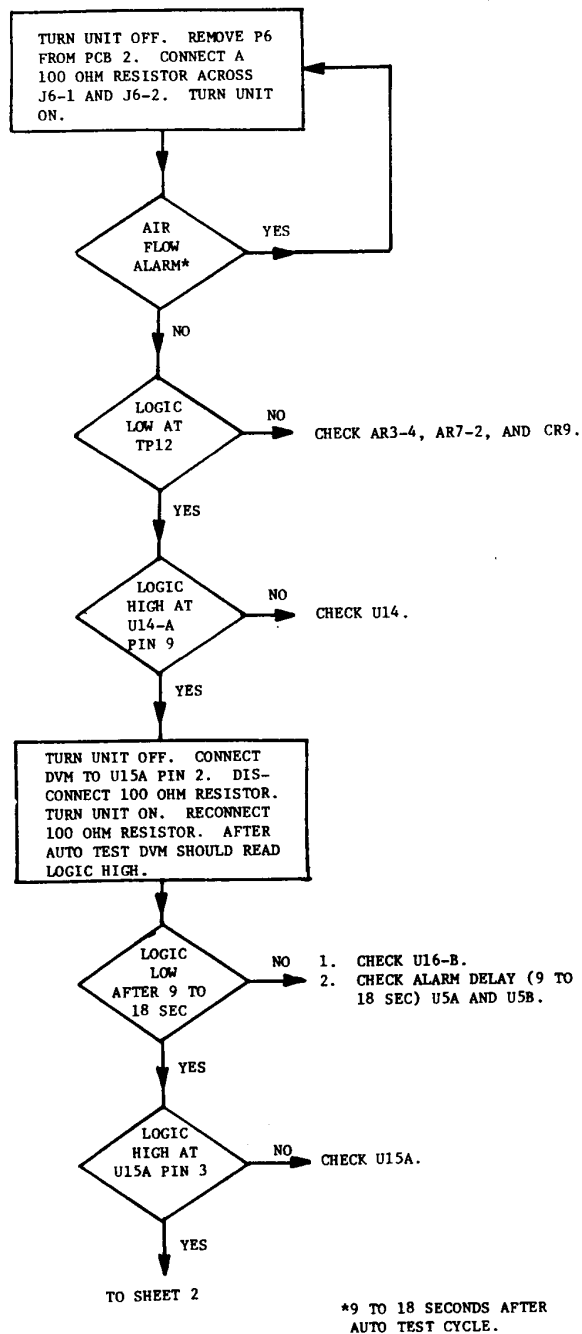 TURN UNIT OFF. REMOVE P6
FROM PCB 2. CONNECT A
100 OHM RESISTOR ACROSS
J6-1 AND J6-2. TURN UNIT
ON.
AIR
FLOW
ALARM*
YES
NO
LOGIC
LOW AT
TP12
NO
CHECK AR3-4, AR7-2, AND CR9.
YES
LOGIC
HIGH AT
U14-A
PIN 9
NO
CHECK U14.
YES
TURN UNIT OFF. CONNECT
DVM TO U15A PIN 2. DIS-
CONNECT 100 OHM RESISTOR.
TURN UNIT ON. RECONNECT
100 OHM RESISTOR. AFTER
AUTO TEST DVM SHOULD READ
LOGIC HIGH.
LOGIC
LOW
AFTER 9 TO
18 SEC
NO
1. CHECK U16-B.
2. CHECK ALARM DELAY (9 TO
18 SEC) U5A AND U5B.
YES
LOGIC
HIGH AT
U15A PIN 3
NO
CHECK U15A.
YES
TO SHEET 2
*9 TO 18 SECONDS AFTER
AUTO TEST CYCLE.